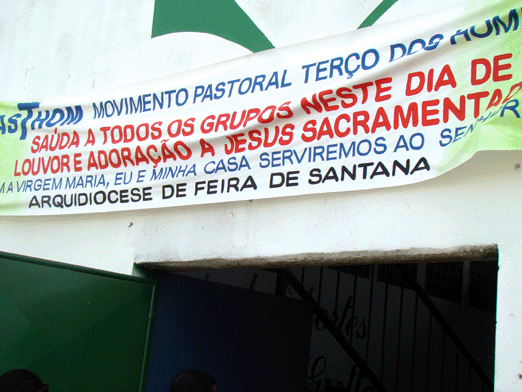 ASTHOM MOVIMENTO PASTORAL TERÇO DOS HOM
SAÚDA A TODOS OS GRUPOS NESTE DIA DE
LOUVOR E ADORAÇÃO A JESUS SACRAMENTAD
M A VIRGEM MARIA, EU E MINHA CASA SERVIREMOS AO SENHOR
ARQUIDIOCESE DE FEIRA DE SANTANA